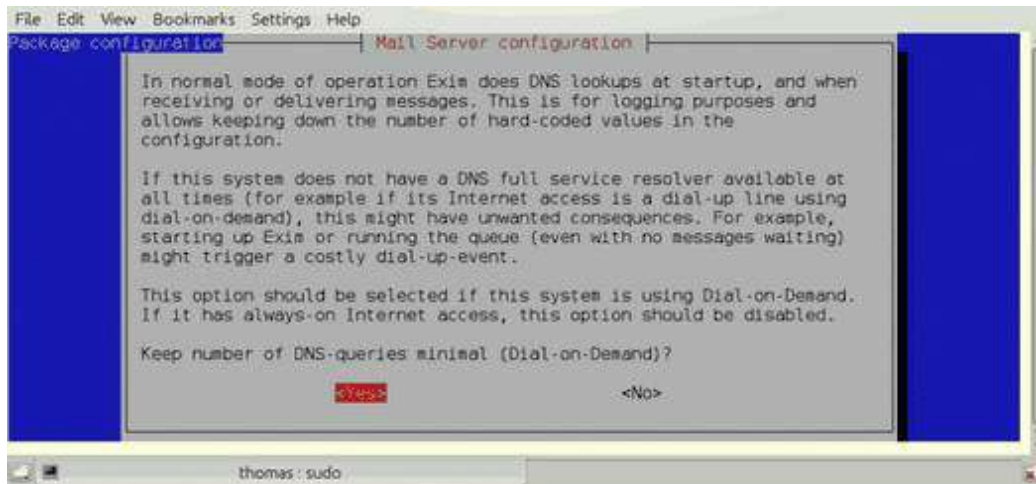 File Edit View Bookmarks Settings Help
Package configuration
Mail Server configuration
In normal mode of operation Exim does DNS lookups at startup, and when
receiving or delivering messages. This is for logging purposes and
allows keeping down the number of hard-coded values in the
configuration.
If this system does not have a DNS full service resolver available at
all times (for example if its Internet access is a dial-up line using
dial-on-demand), this might have unwanted consequences. For example,
starting up Exim or running the queue (even with no messages waiting)
might trigger a costly dial-up-event.
This option should be selected if this system is using Dial-on-Demand.
If it has always-on Internet access, this option should be disabled.
Keep number of DNS-queries minimal (Dial-on-Demand)?
<Yes> <No>
thomas : sudo